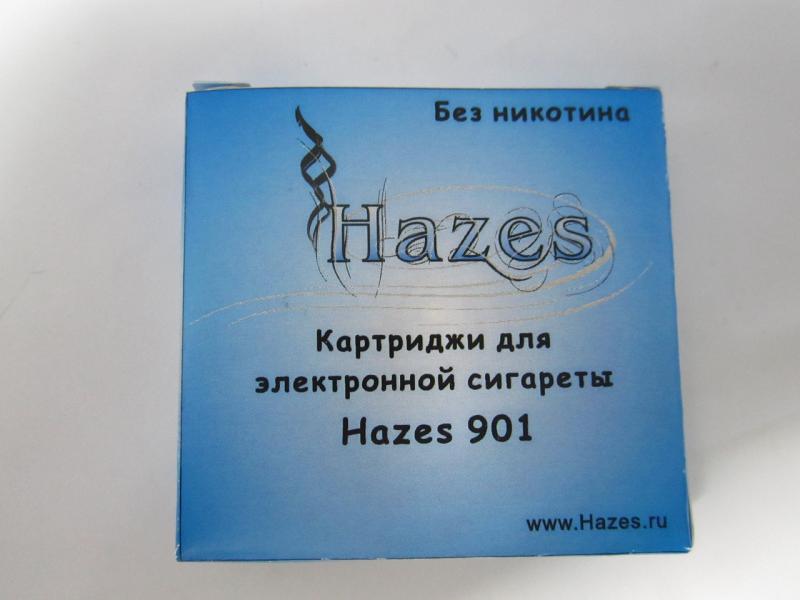 Без никотина
Hazes
Картриджи для
электронной сигареты
Hazes 901
www.Hazes.ru